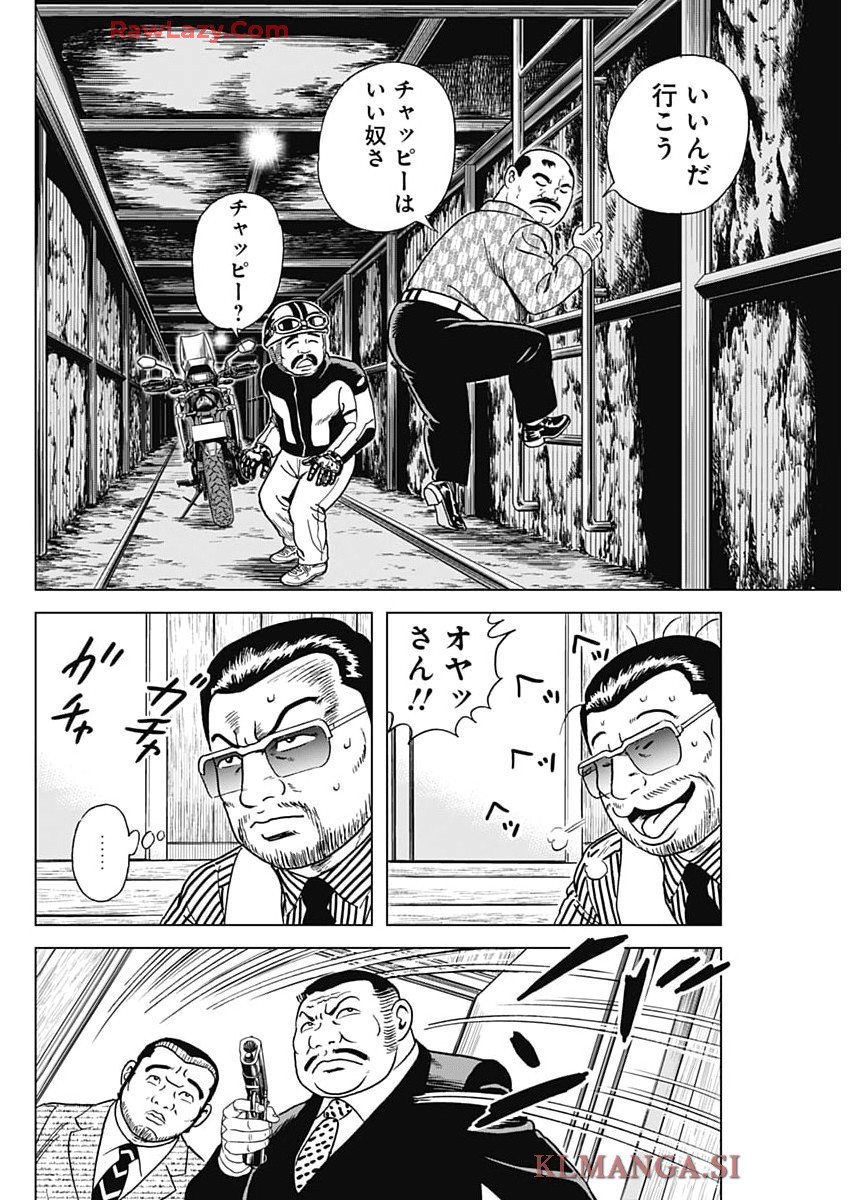 RawLazy.Com
いいんだ
行こう
チャッピーは
いい奴さ
チャッピー?
オヤッ
さん!!
ヘッ
ヘッ
ヘッ
ヘッ
ガチャ
ガチャ
………
KLMANGA.SI